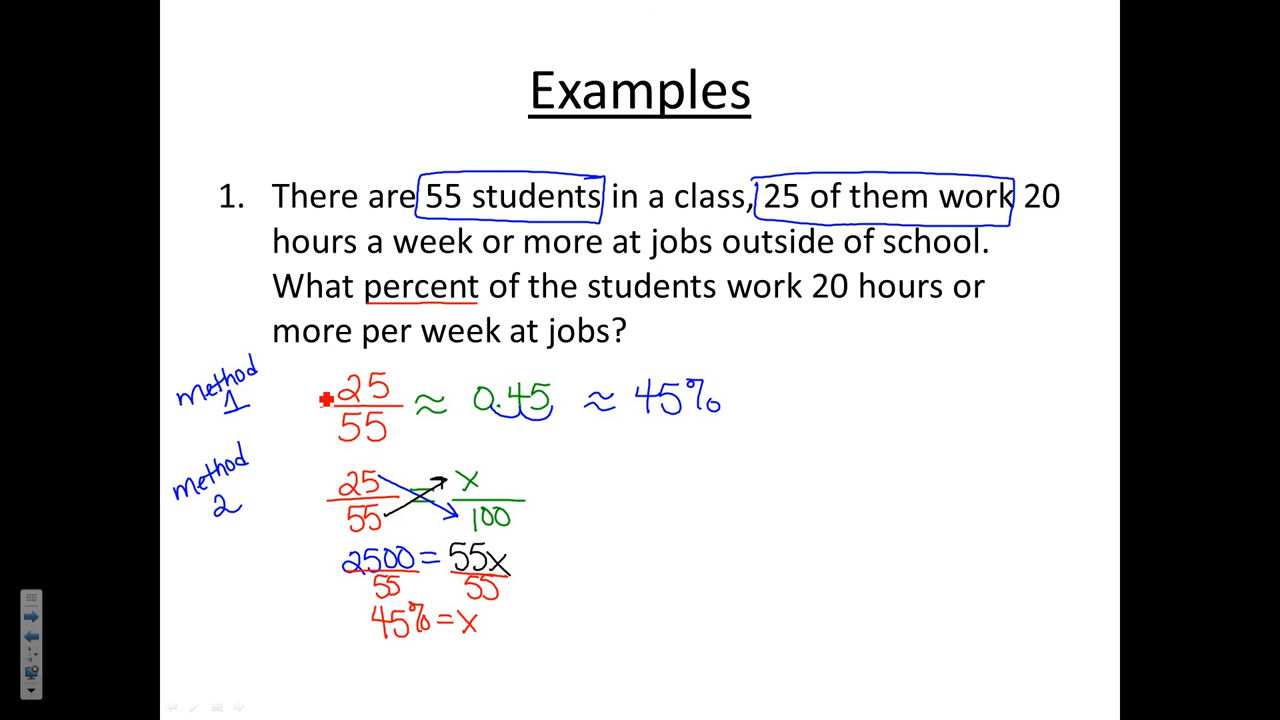 Examples
1. There are 55 students in a class, 25 of them work 20
hours a week or more at jobs outside of school.
What percent of the students work 20 hours or
more per week at jobs?
method 1
25/55 ≈ 0.45 ≈ 45%
method 2
25/55 = x/100
2500/55 = 55x/55
45% = x